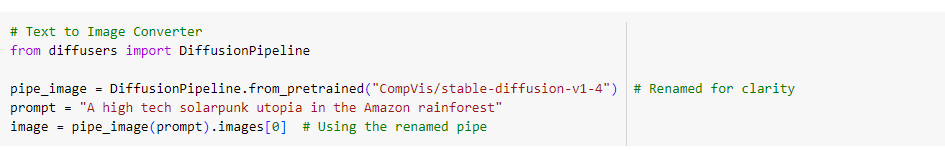 # Text to Image Converter
from diffusers import DiffusionPipeline
pipe_image = DiffusionPipeline.from_pretrained("CompVis/stable-diffusion-v1-4")  # Renamed for clarity
prompt = "A high tech solarpunk utopia in the Amazon rainforest"
image = pipe_image(prompt).images[0]  # Using the renamed pipe